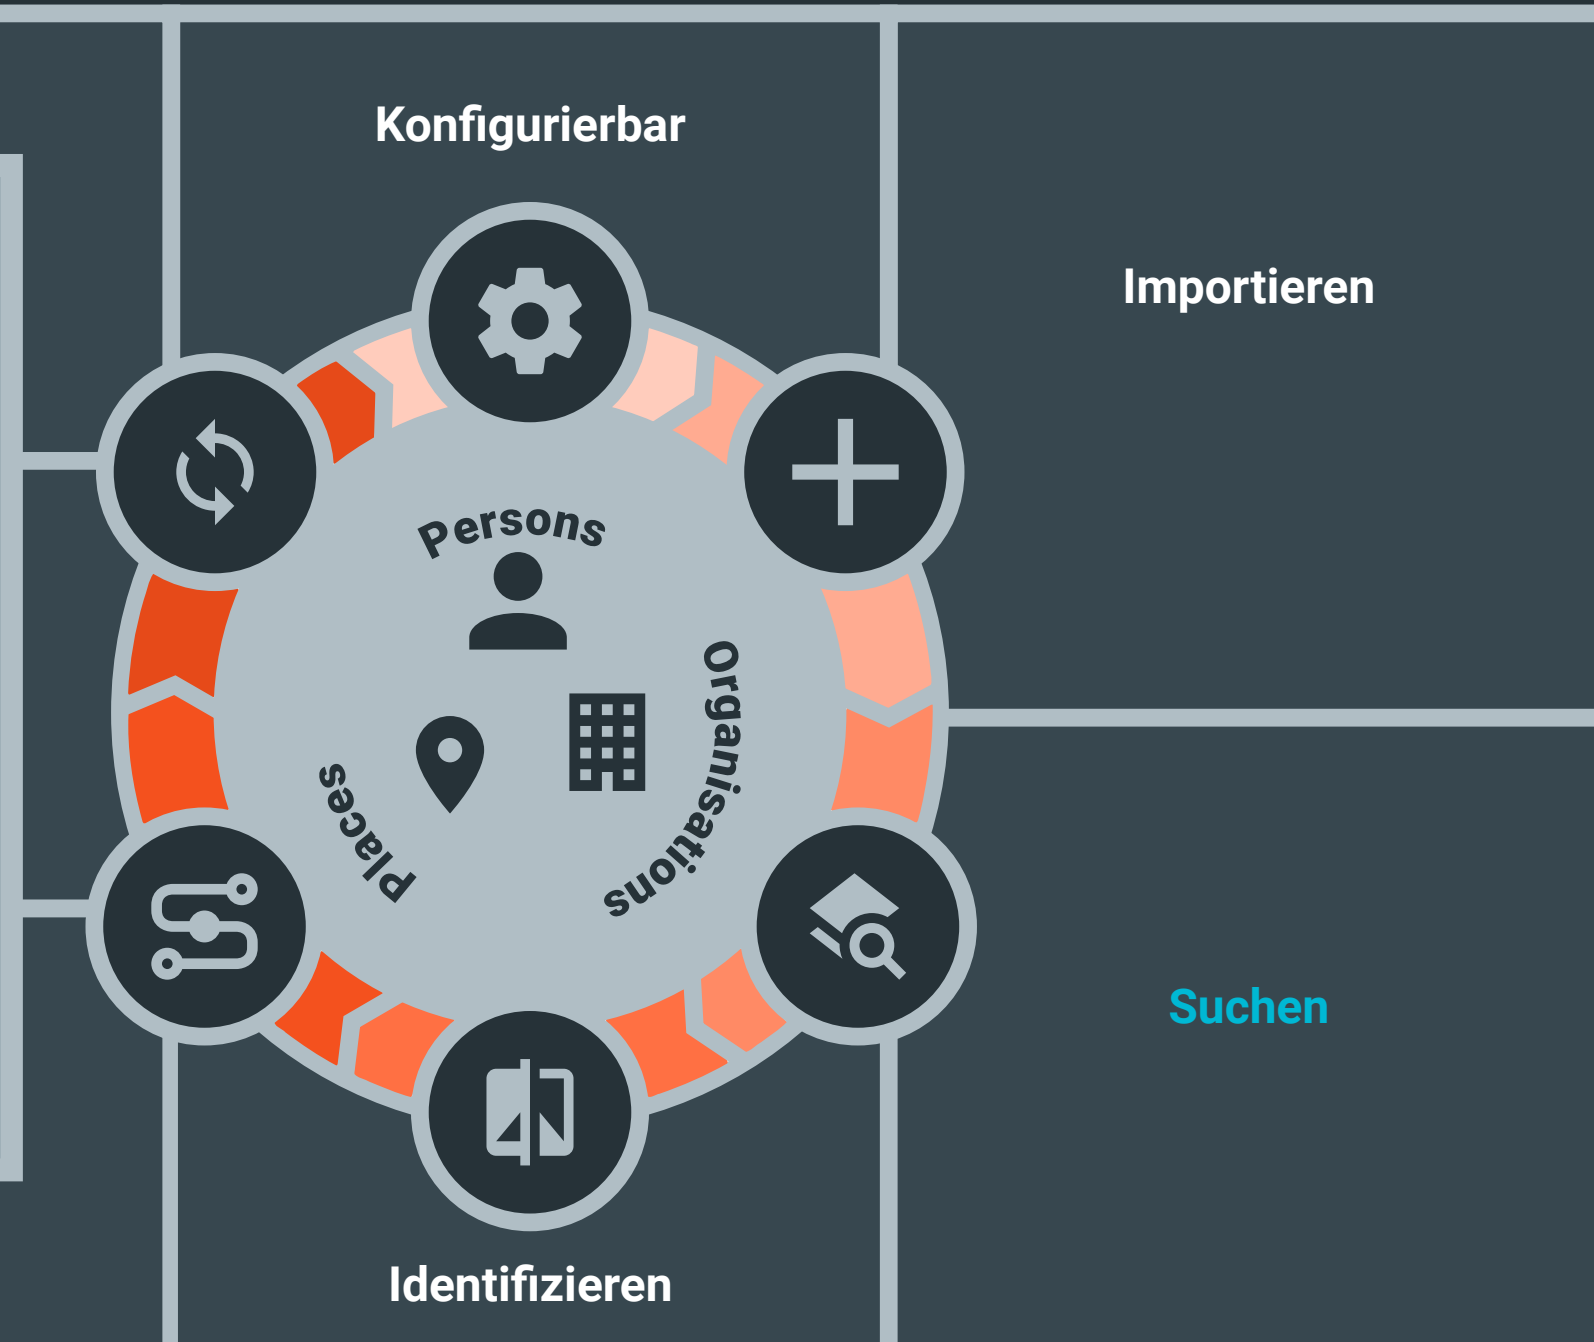 Konfigurierbar
Importieren
Persons
Organisations
Places
Suchen
Identifizieren